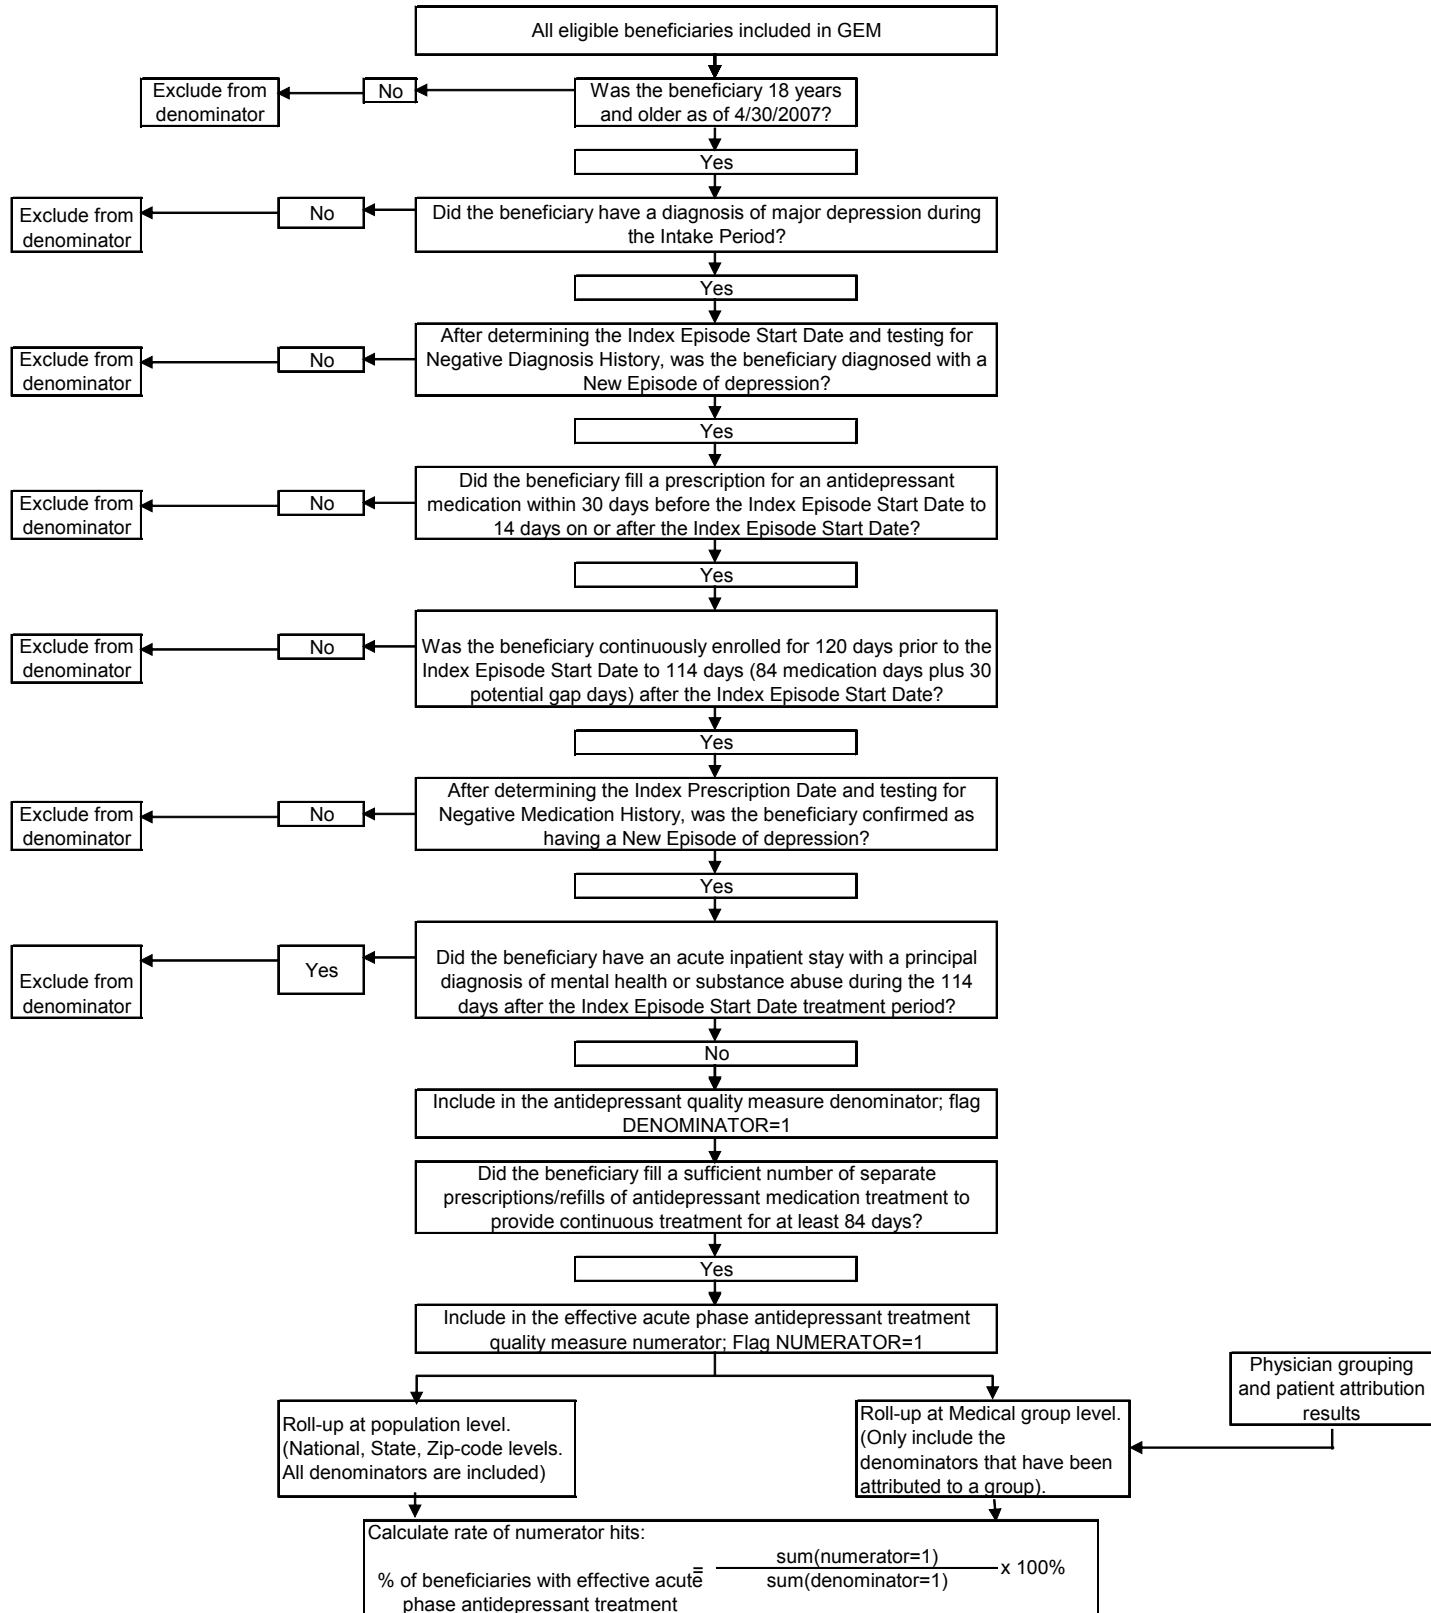 All eligible beneficiaries included in GEM
Exclude from
denominator
No
Was the beneficiary 18 years
and older as of 4/30/2007?
Yes
Exclude from
denominator
No
Did the beneficiary have a diagnosis of major depression during
the Intake Period?
Yes
Exclude from
denominator
No
After determining the Index Episode Start Date and testing for
Negative Diagnosis History, was the beneficiary diagnosed with a
New Episode of depression?
Yes
Exclude from
denominator
No
Did the beneficiary fill a prescription for an antidepressant
medication within 30 days before the Index Episode Start Date to
14 days on or after the Index Episode Start Date?
Yes
Exclude from
denominator
No
Was the beneficiary continuously enrolled for 120 days prior to the
Index Episode Start Date to 114 days (84 medication days plus 30
potential gap days) after the Index Episode Start Date?
Yes
Exclude from
denominator
No
After determining the Index Prescription Date and testing for
Negative Medication History, was the beneficiary confirmed as
having a New Episode of depression?
Yes
Exclude from
denominator
Yes
Did the beneficiary have an acute inpatient stay with a principal
diagnosis of mental health or substance abuse during the 114
days after the Index Episode Start Date treatment period?
No
Include in the antidepressant quality measure denominator; flag
DENOMINATOR=1
Did the beneficiary fill a sufficient number of separate
prescriptions/refills of antidepressant medication treatment to
provide continuous treatment for at least 84 days?
Yes
Include in the effective acute phase antidepressant treatment
quality measure numerator; Flag NUMERATOR=1
Physician grouping
and patient attribution
results
Roll-up at population level.
(National, State, Zip-code levels.
All denominators are included)
Roll-up at Medical group level.
(Only include the
denominators that have been
attributed to a group).
Calculate rate of numerator hits:
% of beneficiaries with effective acute
phase antidepressant treatment
=
sum(numerator=1)
sum(denominator=1)
x 100%